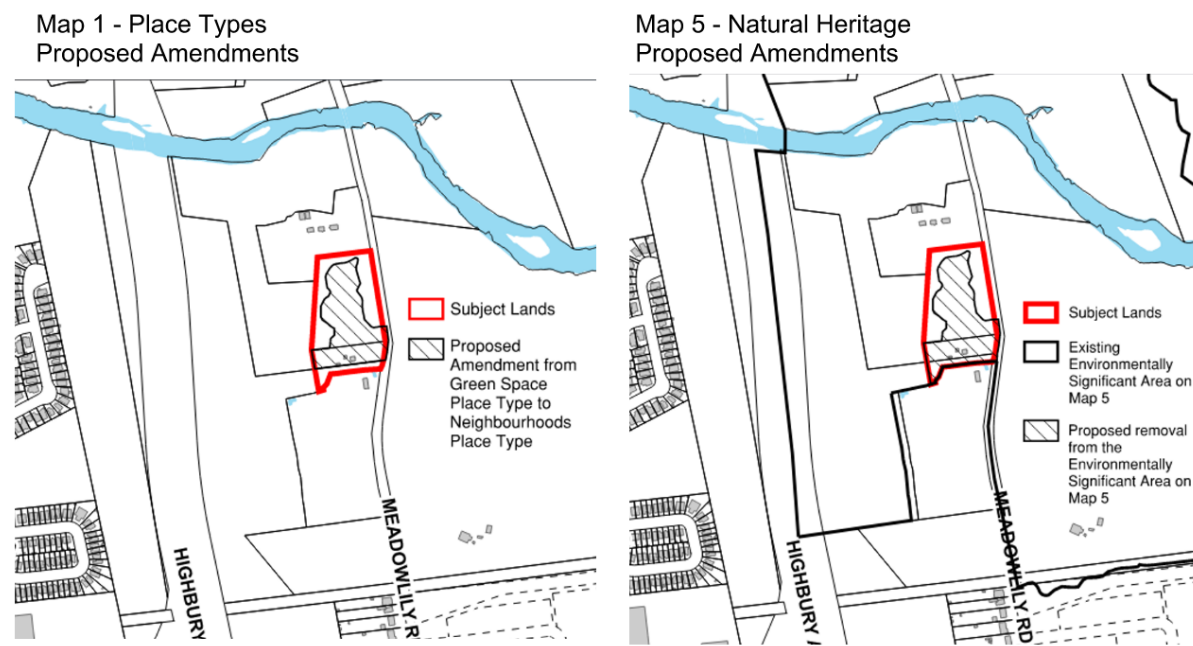 Map 1 - Place Types
Proposed Amendments
Subject Lands
Proposed
Amendment from
Green Space
Place Type to
Neighbourhoods
Place Type
HIGHBURY
MEADOWLILY R
Map 5 - Natural Heritage
Proposed Amendments
Subject Lands
Existing
Environmentally
Significant Area on
Map 5
Proposed removal
from the
Environmentally
Significant Area on
Map 5
HIGHBURY A
MEADOWLILY RD